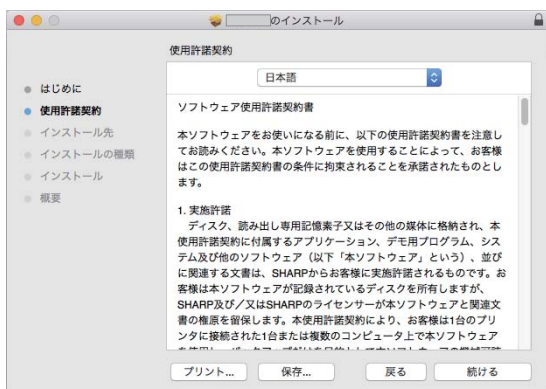 のインストール
使用許諾契約
日本語
はじめに
使用許諾契約
インストール先
インストールの種類
インストール
概要
ソフトウェア使用許諾契約書
本ソフトウェアをお使いになる前に、以下の使用許諾契約書を注意し
てお読みください。本ソフトウェアを使用することによって、お客様
はこの使用許諾契約書の条件に拘束されることを承諾されたものとし
ます。
1. 実施許諾
ディスク、読み出し専用記憶素子又はその他の媒体に格納され、本
使用許諾契約に付属するアプリケーション、デモ用プログラム、シス
テム及び他のソフトウェア（以下「本ソフトウェア」という）、並び
に関連する文書は、SHARPからお客様に実施許諾されるものです。お
客様は本ソフトウェアが記録されているディスクを所有しますが、
SHARP及び／又はSHARPのライセンサーが本ソフトウェアと関連文
書の権原を留保します。本使用許諾契約により、お客様は1台のプリ
ンタに接続された1台または複数のコンピュータ上で本ソフトウェア
プリント... 保存... 戻る 続ける